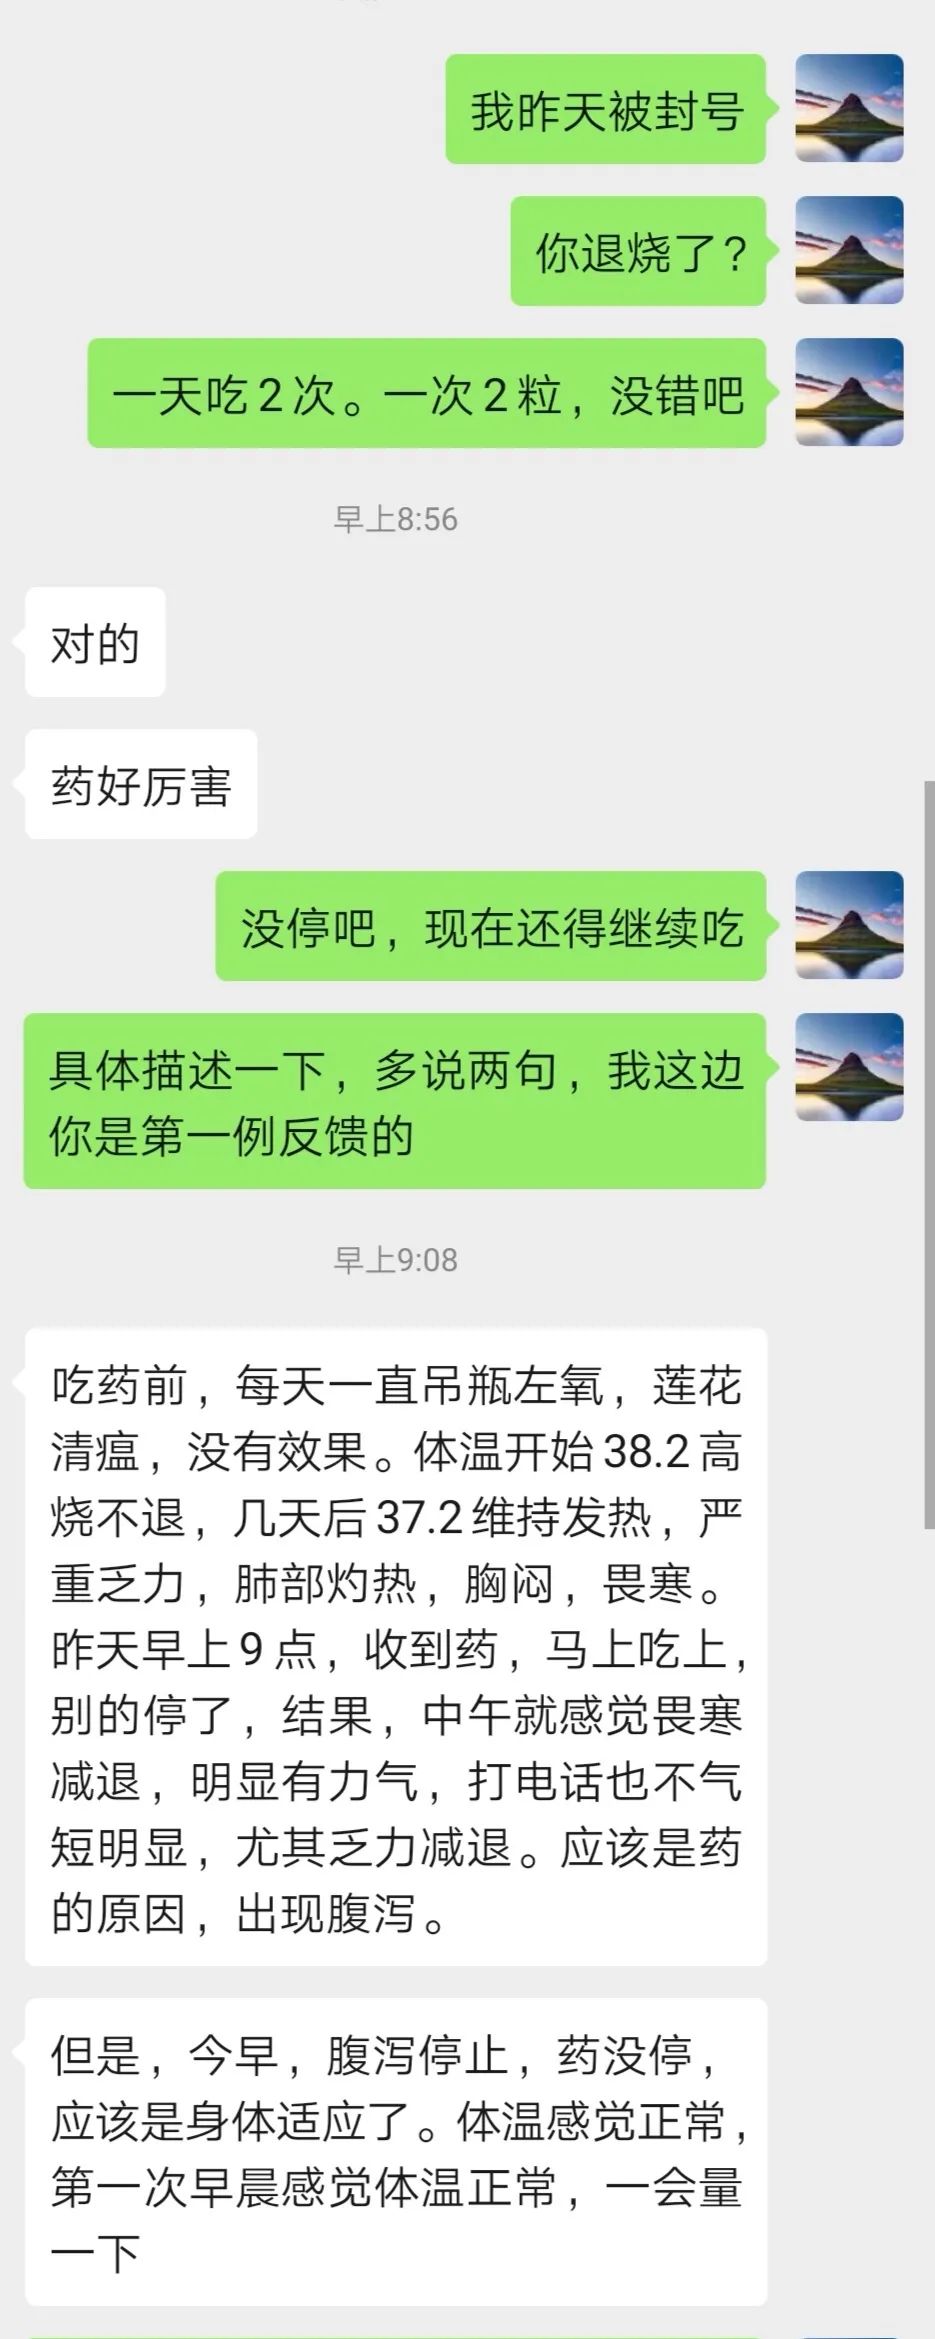 我昨天被封号
你退烧了?
一天吃2次。一次2粒，没错吧
早上8:56
对的
药好厉害
没停吧，现在还得继续吃
具体描述一下，多说两句，我这边
你是第一例反馈的
早上9:08
吃药前，每天一直吊瓶左氧，莲花
清瘟，没有效果。体温开始38.2高
烧不退，几天后37.2维持发热，严
重乏力，肺部灼热，胸闷，畏寒。
昨天早上9点，收到药，马上吃上，
别的停了，结果，中午就感觉畏寒
减退，明显有力气，打电话也不气
短明显，尤其乏力减退。应该是药
的原因，出现腹泻。
但是，今早，腹泻停止，药没停，
应该是身体适应了。体温感觉正常，
第一次早晨感觉体温正常，一会量
一下